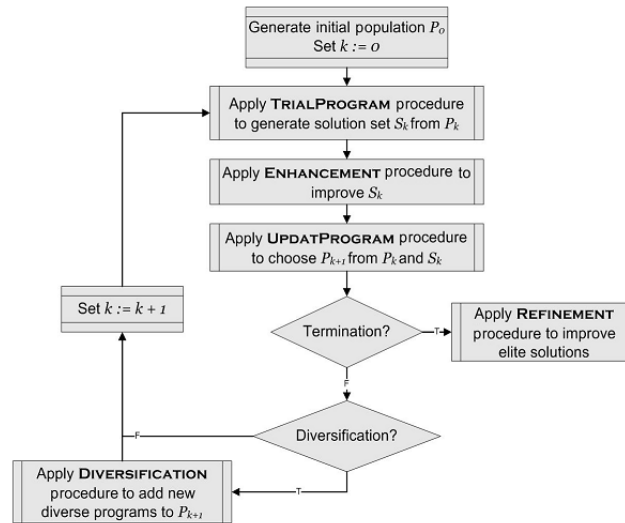 Generate initial population P0
Set k := 0
Apply TRIALPROGRAM procedure
to generate solution set Sk from Pk
Apply ENHANCEMENT procedure to
improve Sk
Apply UPDATPROGRAM procedure
to choose Pk+1 from Pk and Sk
Set k := k + 1
Termination?
T
Apply REFINEMENT
procedure to improve
elite solutions
F
Diversification?
F
T
Apply DIVERSIFICATION
procedure to add new
diverse programs to Pk+1